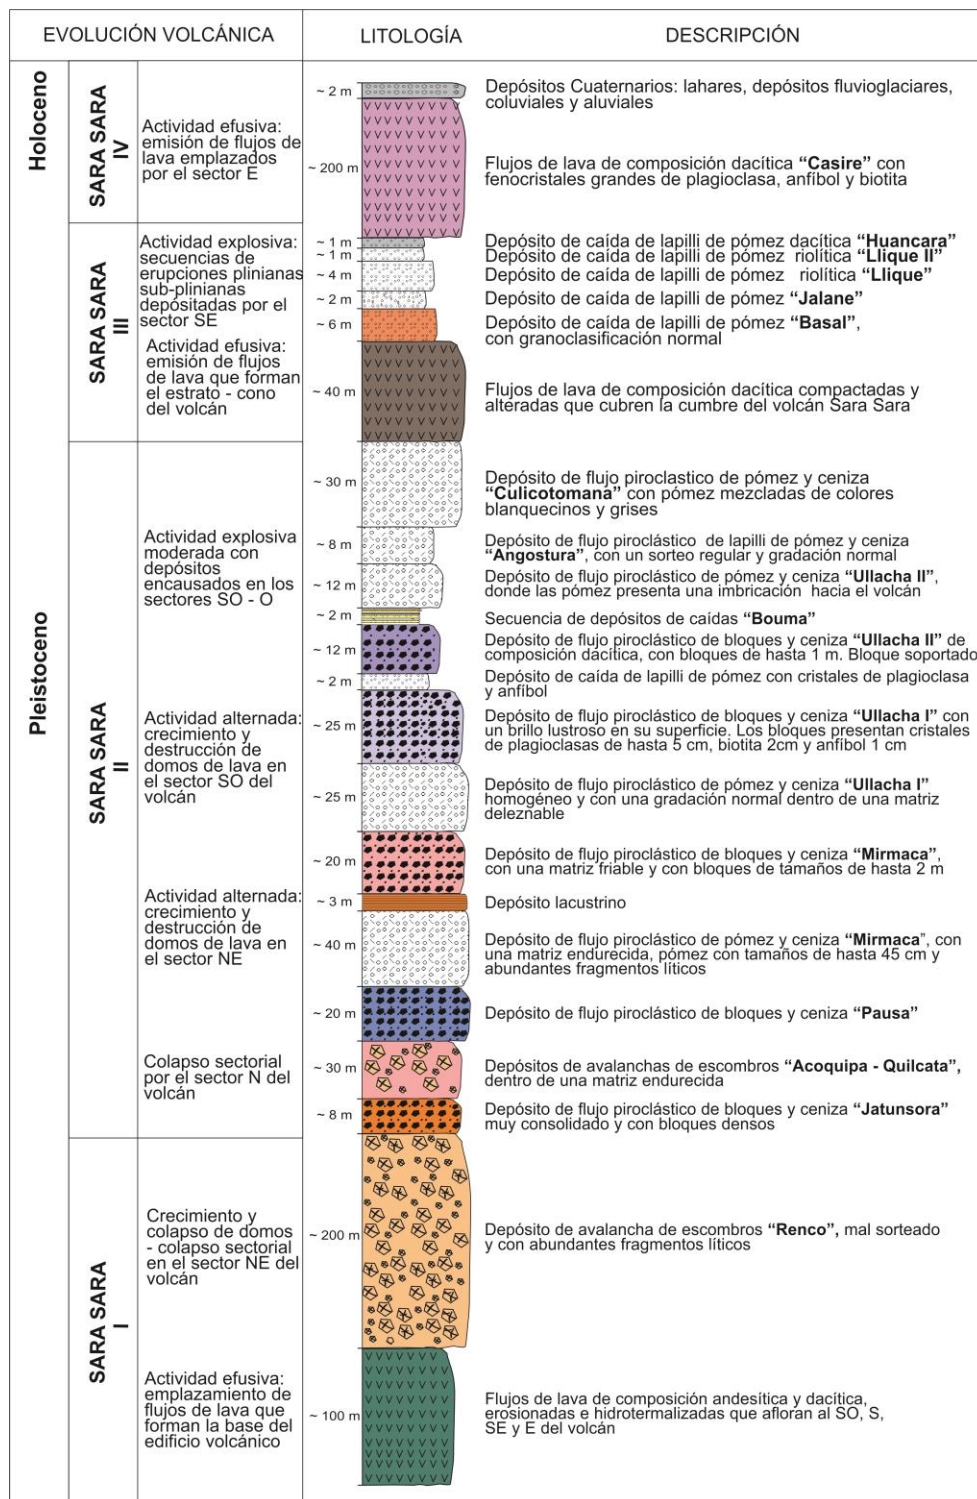 EVOLUCIÓN VOLCÁNICA
LITOLOGÍA
DESCRIPCIÓN
Holoceno
SARA SARA
IV
Actividad efusiva:
emisión de flujos de
lava emplazados
por el sector E
~ 2 m
Depósitos Cuaternarios: lahares, depósitos fluvioglaciares,
coluviales y aluviales
~ 200 m
Flujos de lava de composición dacítica “Casire” con
fenocristales grandes de plagioclasa, anfíbol y biotita
Pleistoceno
SARA SARA
III
Actividad explosiva:
secuencias de
erupciones plinianas
sub-plinianas
depósitadas por el
sector SE
~ 1 m
Depósito de caída de lapilli de pómez dacítica “Huancara”
~ 1 m
Depósito de caída de lapilli de pómez riolítica “Llique II”
~ 4 m
Depósito de caída de lapilli de pómez riolítica “Llique”
~ 2 m
Depósito de caída de lapilli de pómez “Jalane”
~ 6 m
Depósito de caída de lapilli de pómez “Basal”,
con granoclasificación normal
Actividad efusiva:
emisión de flujos
de lava que forman
el estrato - cono
del volcán
~ 40 m
Flujos de lava de composición dacítica compactadas y
alteradas que cubren la cumbre del volcán Sara Sara
SARA SARA
II
Actividad explosiva
moderada con
depósitos
encausados en los
sectores SO - O
~ 30 m
Depósito de flujo piroclastico de pómez y ceniza
“Culicotomana” con pómez mezcladas de colores
blanquecinos y grises
~ 8 m
Depósito de flujo piroclástico de lapilli de pómez y ceniza
“Angostura”, con un sorteo regular y gradación normal
~ 12 m
Depósito de flujo piroclástico de pómez y ceniza “Ullacha II”,
donde las pómez presenta una imbricación hacia el volcán
~ 2 m
Secuencia de depósitos de caídas “Bouma”
~ 12 m
Depósito de flujo piroclástico de bloques y ceniza “Ullacha II” de
composición dacítica, con bloques de hasta 1 m. Bloque soportado
~ 2 m
Depósito de caída de lapilli de pómez con cristales de plagioclasa
y anfíbol
Actividad alternada:
crecimiento y
destrucción de
domos de lava en
el sector SO del
volcán
~ 25 m
Depósito de flujo piroclástico de bloques y ceniza “Ullacha I” con
un brillo lustroso en su superficie. Los bloques presentan cristales
de plagioclasas de hasta 5 cm, biotita 2cm y anfíbol 1 cm
~ 25 m
Depósito de flujo piroclástico de pómez y ceniza “Ullacha I”
homogéneo y con una gradación normal dentro de una matriz
deleznable
~ 20 m
Depósito de flujo piroclástico de bloques y ceniza “Mirmaca”,
con una matriz friable y con bloques de tamaños de hasta 2 m
Actividad alternada:
crecimiento y
destrucción de
domos de lava en
el sector NE
~ 3 m
Depósito lacustrino
~ 40 m
Depósito de flujo piroclástico de pómez y ceniza “Mirmaca”, con
una matriz endurecida, pómez con tamaños de hasta 45 cm y
abundantes fragmentos líticos
~ 20 m
Depósito de flujo piroclástico de bloques y ceniza “Pausa”
Colapso sectorial
por el sector N del
volcán
~ 30 m
Depósitos de avalanchas de escombros “Acoquipa - Quilcata”,
dentro de una matriz endurecida
~ 8 m
Depósito de flujo piroclástico de bloques y ceniza “Jatunsora”
muy consolidado y con bloques densos
SARA SARA
I
Crecimiento y
colapso de domos
- colapso sectorial
en el sector NE del
volcán
~ 200 m
Depósito de avalancha de escombros “Renco”, mal sorteado
y con abundantes fragmentos líticos
Actividad efusiva:
emplazamiento de
flujos de lava que
forman la base del
edificio volcánico
~ 100 m
Flujos de lava de composición andesítica y dacítica,
erosionadas e hidrotermalizadas que afloran al SO, S,
SE y E del volcán